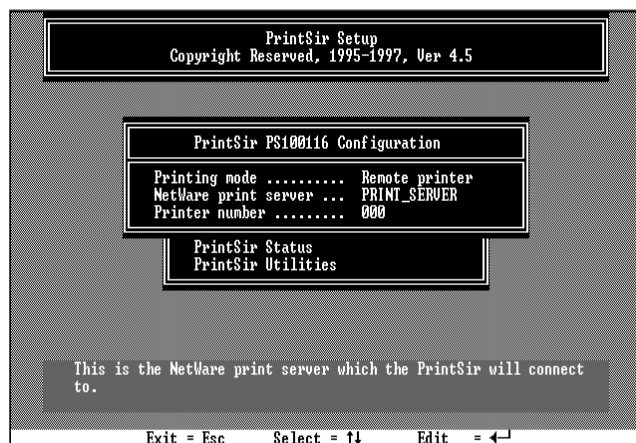 PrintSir Setup
Copyright Reserved, 1995-1997, Ver 4.5
PrintSir PS100116 Configuration
Printing mode .......... Remote printer
NetWare print server ... PRINT_SERVER
Printer number ......... 000
PrintSir Status
PrintSir Utilities
This is the NetWare print server which the PrintSir will connect
to.
Exit = Esc Select = ↑↓ Edit = ↵